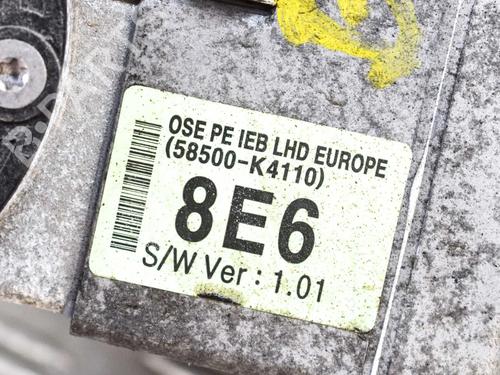 OSE PE IEB LHD EUROPE
(58500-K4110)
8E6
S/W Ver : 1.01